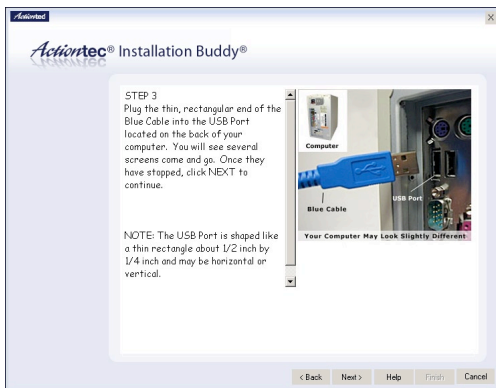 Actiontec
Actiontec® Installation Buddy®
STEP 3
Plug the thin, rectangular end of the
Blue Cable into the USB Port
located on the back of your
computer. You will see several
screens come and go. Once they
have stopped, click NEXT to
continue.
NOTE: The USB Port is shaped like
a thin rectangle about 1/2 inch by
1/4 inch and may be horizontal or
vertical.
Computer
USB Port
Blue Cable
Your Computer May Look Slightly Different
< Back
Next >
Help
Finish
Cancel